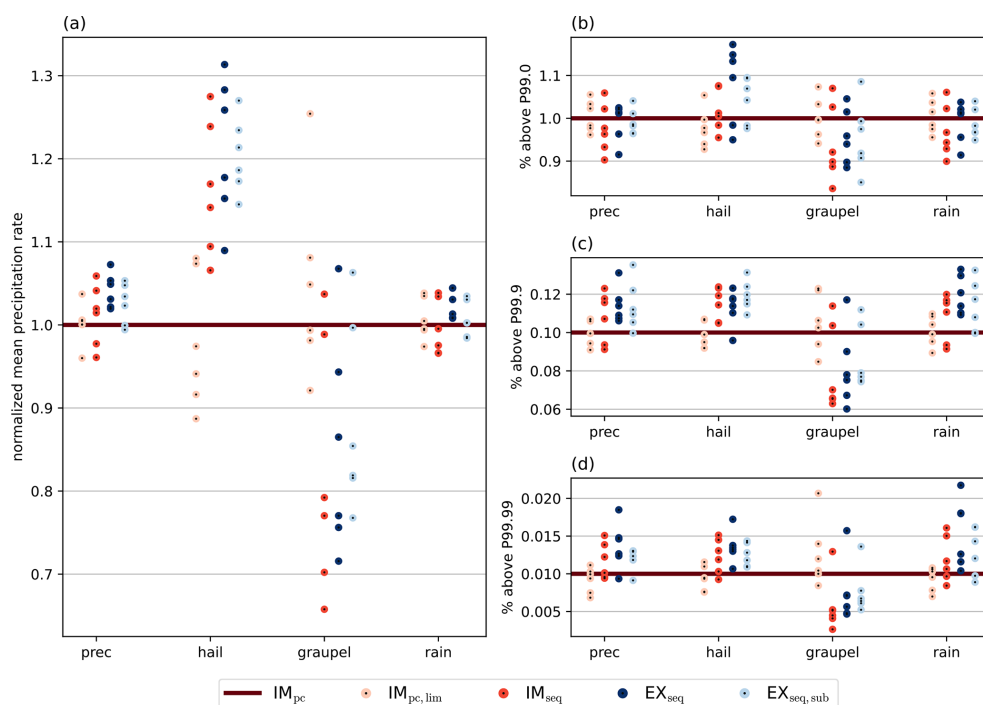 (a)
normalized mean precipitation rate
1.3
1.2
1.1
1.0
0.9
0.8
0.7
prec hail graupel rain
(b)
% above P99.0
1.1
1.0
0.9
prec hail graupel rain
(c)
% above P99.9
0.12
0.10
0.08
0.06
prec hail graupel rain
(d)
% above P99.99
0.020
0.015
0.010
0.005
prec hail graupel rain
IMpc IMpc, lim IMseq EXseq EXseq, sub